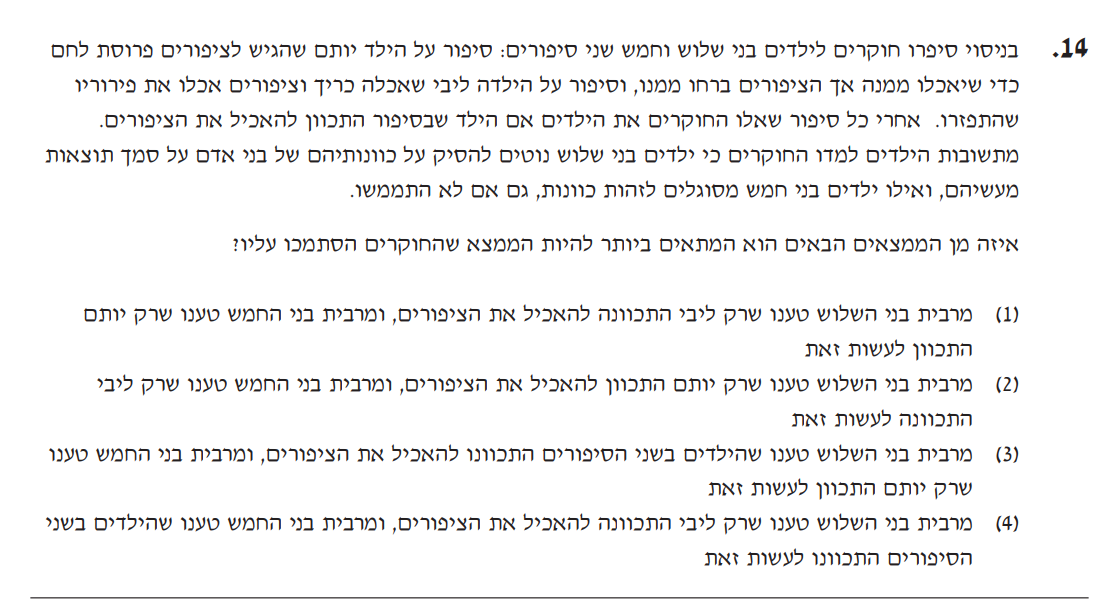 14. בניסוי סיפרו חוקרים לילדים בני שלוש וחמש שני סיפורים: סיפור על הילד יותם שהגיש לציפורים פרוסת לחם
כדי שיאכלו ממנה אך הציפורים ברחו ממנו, וסיפור על הילדה ליבי שאכלה כריך וציפורים אכלו את פירוריו
שהתפזרו. אחרי כל סיפור שאלו החוקרים את הילדים אם הילד שבסיפור התכוון להאכיל את הציפורים.
מתשובות הילדים למדו החוקרים כי ילדים בני שלוש נוטים להסיק על כוונותיהם של בני אדם על סמך תוצאות
מעשיהם, ואילו ילדים בני חמש מסוגלים לזהות כוונות, גם אם לא התממשו.
איזה מן הממצאים הבאים הוא המתאים ביותר להיות הממצא שהחוקרים הסתמכו עליו?
(1) מרבית בני השלוש טענו שרק ליבי התכוונה להאכיל את הציפורים, ומרבית בני החמש טענו שרק יותם
התכוון לעשות זאת
(2) מרבית בני השלוש טענו שרק יותם התכוון להאכיל את הציפורים, ומרבית בני החמש טענו שרק ליבי
התכוונה לעשות זאת
(3) מרבית בני השלוש טענו שהילדים בשני הסיפורים התכוונו להאכיל את הציפורים, ומרבית בני החמש טענו
שרק יותם התכוון לעשות זאת
(4) מרבית בני השלוש טענו שרק ליבי התכוונה להאכיל את הציפורים, ומרבית בני החמש טענו שהילדים בשני
הסיפורים התכוונו לעשות זאת